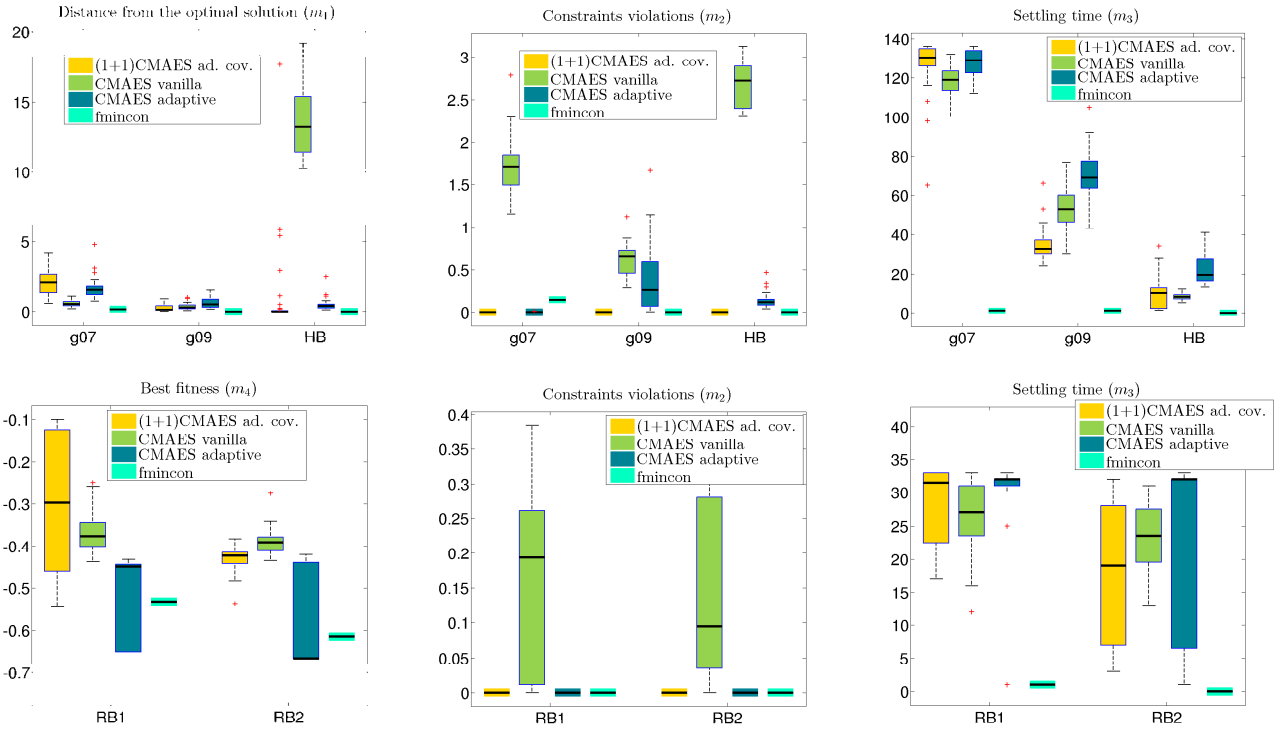 Distance from the optimal solution (m1)
20
15
10
5
0
(1+1)CMAES ad. cov.
CMAES vanilla
CMAES adaptive
fmincon
g07 g09 HB
Constraints violations (m2)
3
2.5
2
1.5
1
0.5
0
(1+1)CMAES ad. cov.
CMAES vanilla
CMAES adaptive
fmincon
g07 g09 HB
Settling time (m3)
140
120
100
80
60
40
20
0
(1+1)CMAES ad. cov.
CMAES vanilla
CMAES adaptive
fmincon
g07 g09 HB
Best fitness (m4)
-0.1
-0.2
-0.3
-0.4
-0.5
-0.6
-0.7
(1+1)CMAES ad. cov.
CMAES vanilla
CMAES adaptive
fmincon
RB1 RB2
Constraints violations (m2)
0.4
0.35
0.3
0.25
0.2
0.15
0.1
0.05
0
(1+1)CMAES ad. cov.
CMAES vanilla
CMAES adaptive
fmincon
RB1 RB2
Settling time (m3)
40
35
30
25
20
15
10
5
0
(1+1)CMAES ad. cov.
CMAES vanilla
CMAES adaptive
fmincon
RB1 RB2